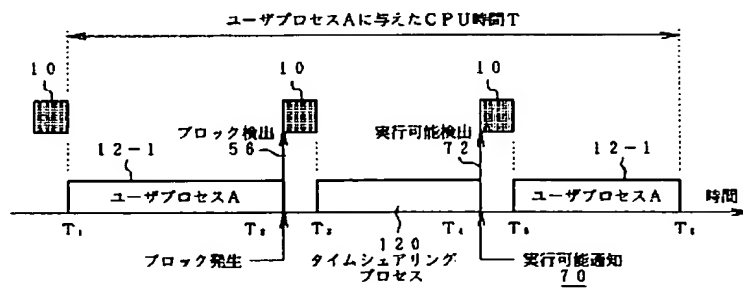 ユーザプロセスAに与えたCPU時間T
10
10
10
ブロック検出
56
実行可能検出
72
12-1
12-1
ユーザプロセスA
ユーザプロセスA
時間
T₁
T₂
T₃
T₄
T₅
T₆
120
ブロック発生
タイムシェアリング
プロセス
実行可能通知
70